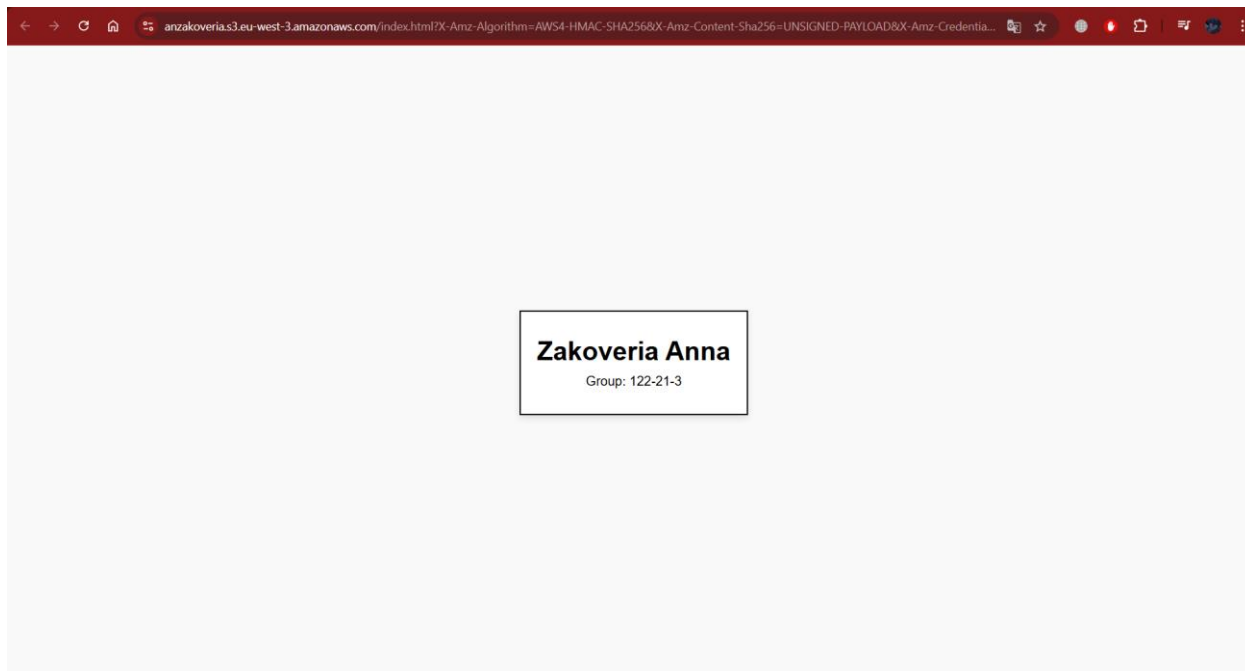 anzakoveria.s3.eu-west-3.amazonaws.com/index.html?X-Amz-Algorithm=AWS4-HMAC-SHA256&X-Amz-Content-Sha256=UNSIGNED-PAYLOAD&X-Amz-Credentia...
Zakoveria Anna
Group: 122-21-3